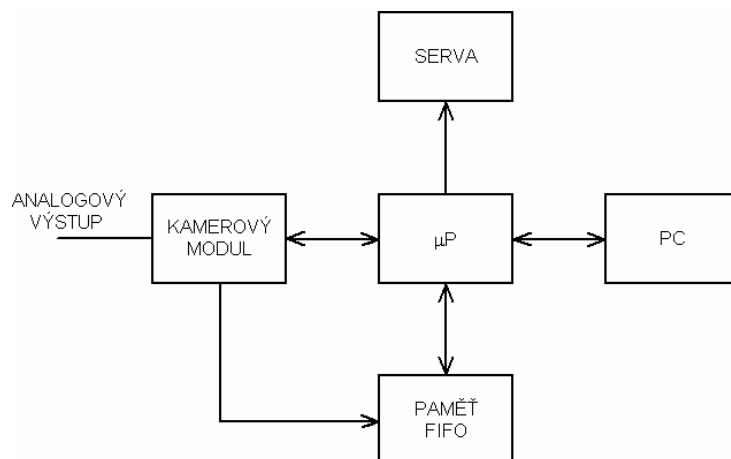 SERVA
ANALOGOVÝ
VÝSTUP
KAMEROVÝ
MODUL
µP
PC
PAMĚŤ
FIFO